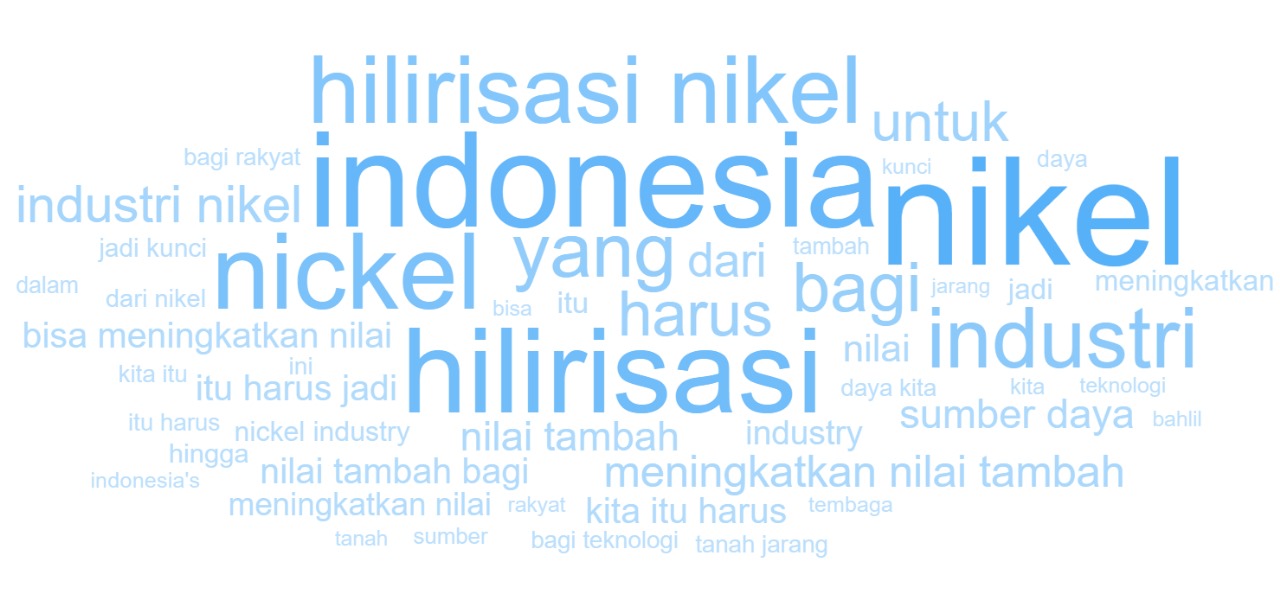 hilirisasi nikel
untuk
bagi rakyat
indonesia
kunci
daya
industri nikel
nikel
jadi kunci
nickel
yang
dari
tambah
dalam
dari nikel
bisa
itu
harus
bagi
jarang
jadi
meningkatkan
bisa meningkatkan nilai
hilirisasi
nilai
industri
kita itu
ini
itu harus jadi
daya kita
kita
teknologi
itu harus
nickel industry
nilai tambah
industry
sumber daya
bahlil
hingga
indonesia's
nilai tambah bagi
meningkatkan nilai tambah
meningkatkan nilai
rakyat
kita itu harus
tembaga
tanah
sumber
bagi teknologi
tanah jarang